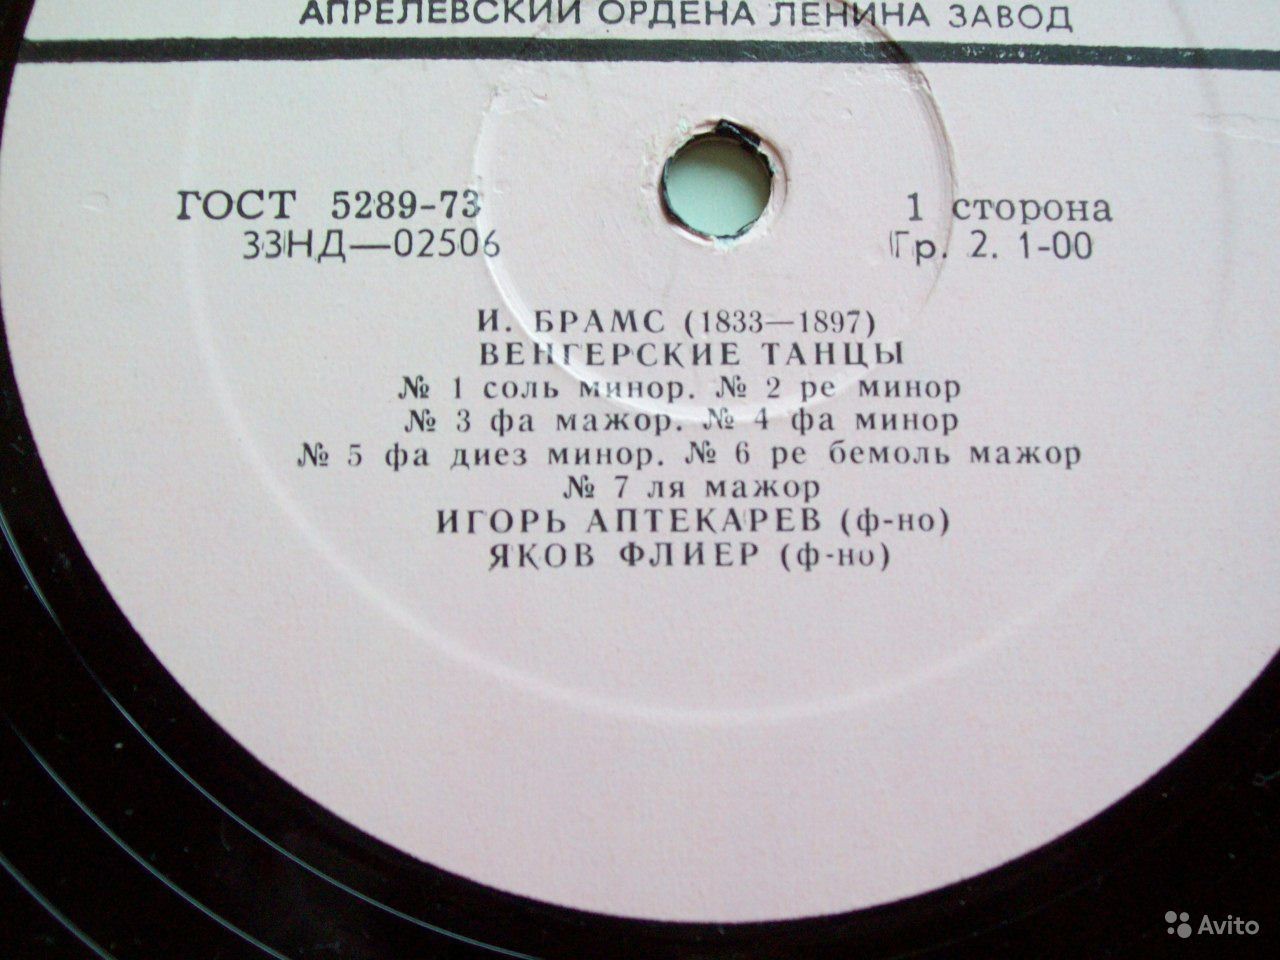 АПРЕЛЕВСКИЙ ОРДЕНА ЛЕНИНА ЗАВОД
ГОСТ 5289-73
33НД—02506
1 сторона
Гр. 2. 1-00
И. БРАМС (1833—1897)
ВЕНГЕРСКИЕ ТАНЦЫ
№ 1 соль минор. № 2 ре минор
№ 3 фа мажор. № 4 фа минор
№ 5 фа диез минор. № 6 ре бемоль мажор
№ 7 ля мажор
ИГОРЬ АПТЕКАРЕВ (ф-но)
ЯКОВ ФЛИЕР (ф-но)
Avito